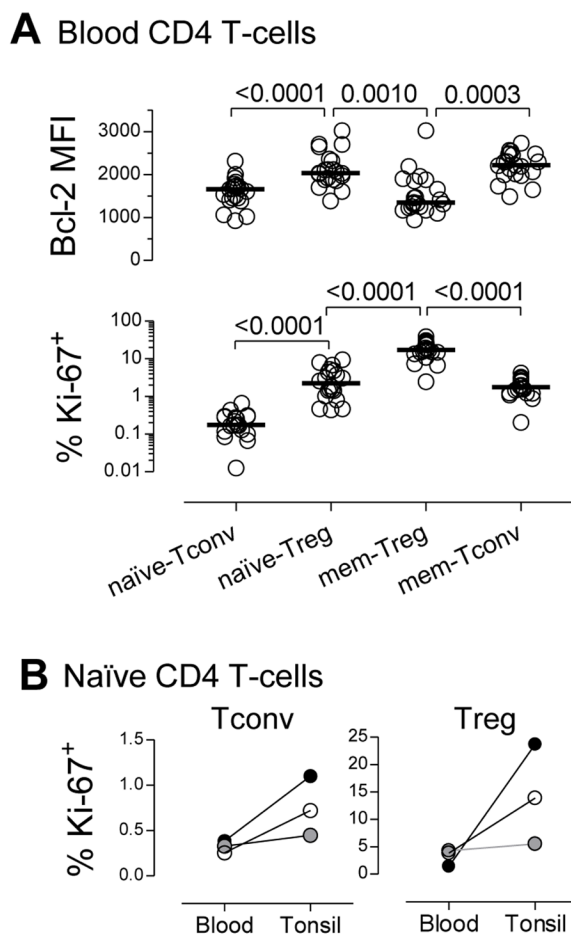 A Blood CD4 T-cells
<0.0001 0.0010 0.0003
Bcl-2 MFI
3000
2000
1000
0
<0.0001 <0.0001
<0.0001
% Ki-67+
100
10
1
0.1
0.01
naïve-Tconv naïve-Treg mem-Treg mem-Tconv
B Naïve CD4 T-cells
Tconv Treg
% Ki-67+
1.5
1.0
0.5
0.0
25
20
15
10
5
0
Blood Tonsil Blood Tonsil